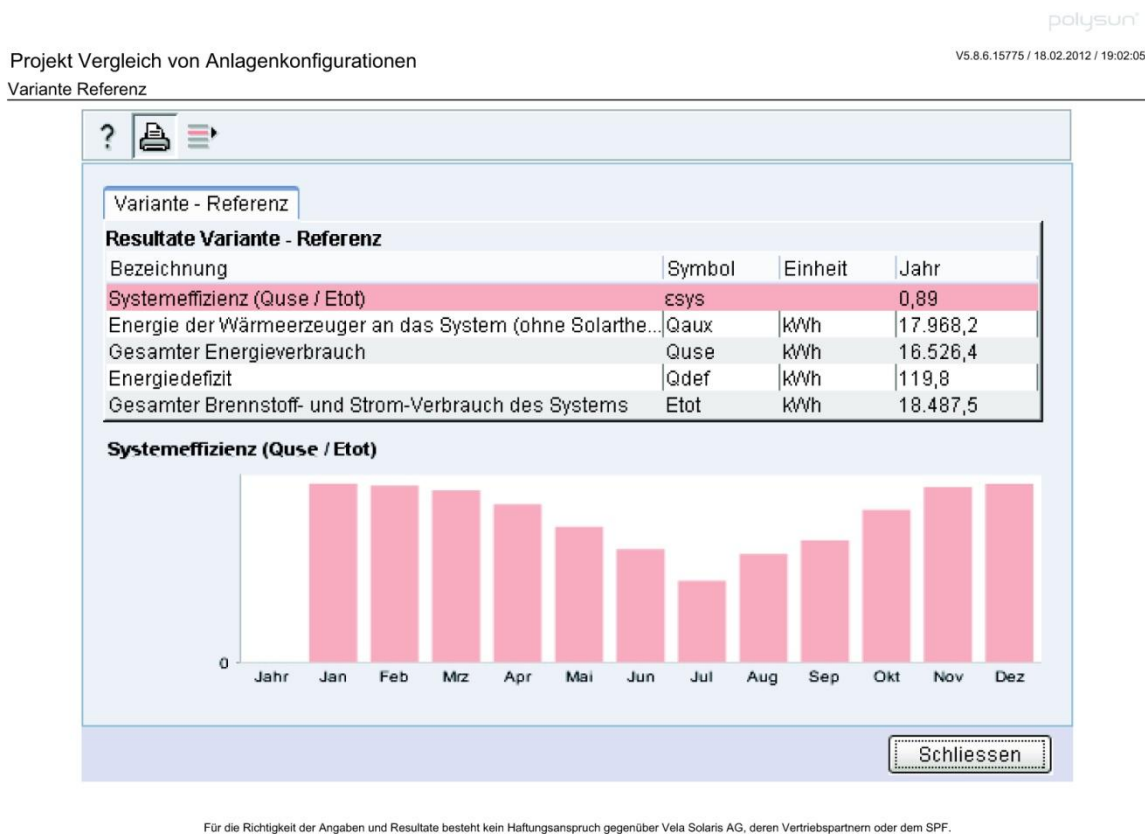 polysun®
Projekt Vergleich von Anlagenkonfigurationen
V5.8.6.15775 / 18.02.2012 / 19:02:05
Variante Referenz
?
Variante - Referenz
Resultate Variante - Referenz
Bezeichnung Symbol Einheit Jahr
Systemeffizienz (Quse / Etot) εsys 0,89
Energie der Wärmeerzeuger an das System (ohne Solarthe... Qaux kWh 17.968,2
Gesamter Energieverbrauch Quse kWh 16.526,4
Energiedefizit Qdef kWh 119,8
Gesamter Brennstoff- und Strom-Verbrauch des Systems Etot kWh 18.487,5
Systemeffizienz (Quse / Etot)
0
Jahr Jan Feb Mrz Apr Mai Jun Jul Aug Sep Okt Nov Dez
Schliessen
Für die Richtigkeit der Angaben und Resultate besteht kein Haftungsanspruch gegenüber Vela Solaris AG, deren Vertriebspartnern oder dem SPF.